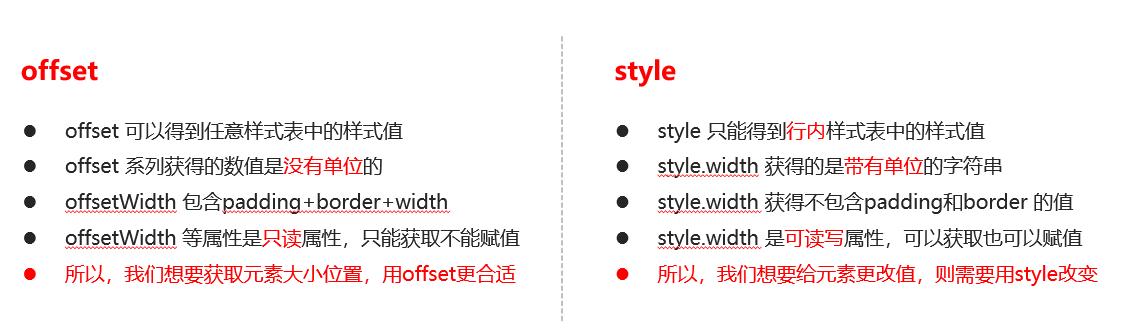 offset
offset 可以得到任意样式表中的样式值
offset 系列获得的数值是没有单位的
offsetWidth 包含padding+border+width
offsetWidth 等属性是只读属性，只能获取不能赋值
所以，我们想要获取元素大小位置，用offset更合适
style
style 只能得到行内样式表中的样式值
style.width 获得的是带有单位的字符串
style.width 获得不包含padding和border 的值
style.width 是可读写属性，可以获取也可以赋值
所以，我们想要给元素更改值，则需要用style改变